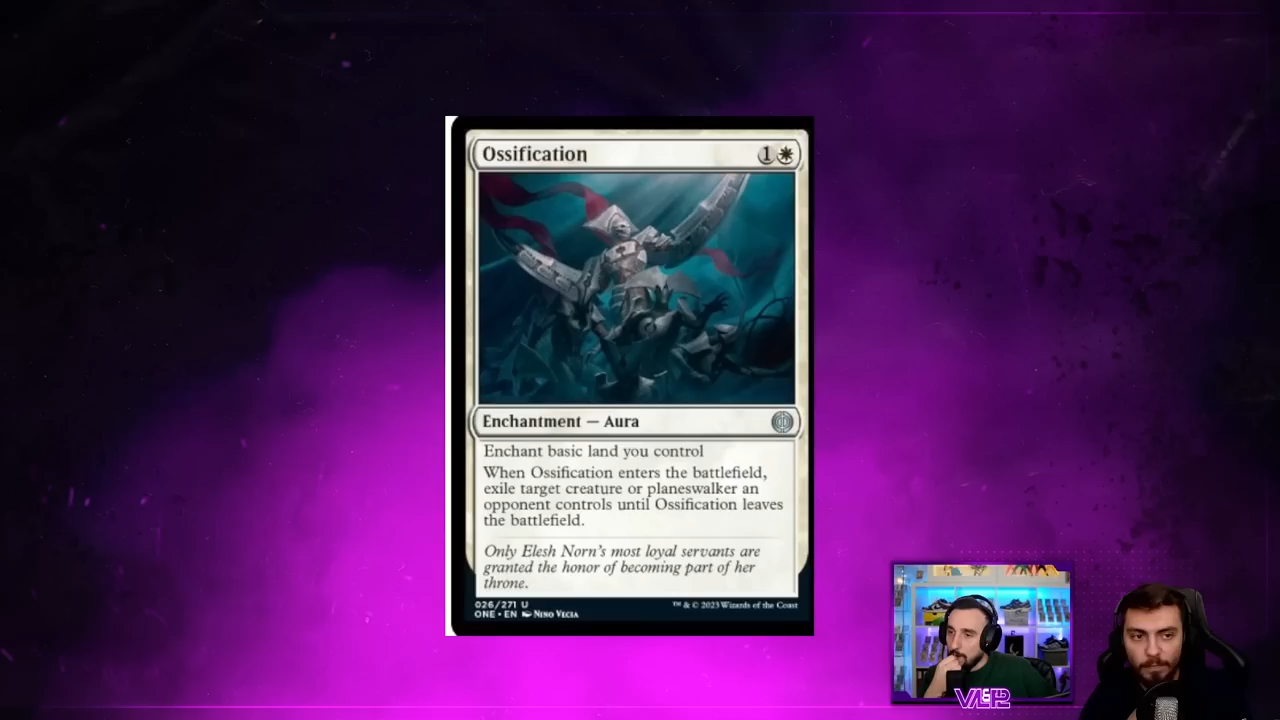 Ossification
1
Enchantment — Aura
Enchant basic land you control
When Ossification enters the battlefield,
exile target creature or planeswalker an
opponent controls until Ossification leaves
the battlefield.
Only Elesh Norn's most loyal servants are
granted the honor of becoming part of her
throne.
026/271 U
ONE • EN Nino Vecia
™ & © 2023 Wizards of the Coast